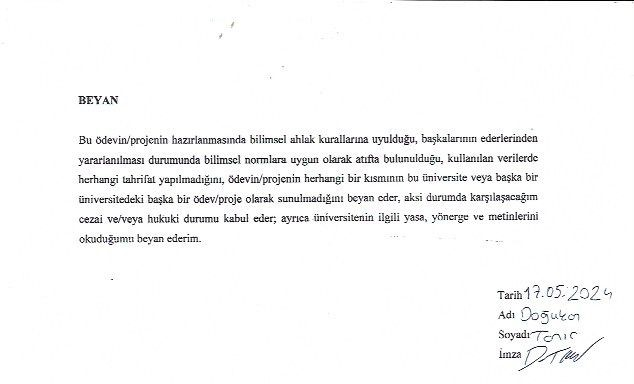 BEYAN
Bu ödevin/projenin hazırlanmasında bilimsel ahlak kurallarına uyulduğu, başkalarının ederlerinden
yararlanılması durumunda bilimsel normlara uygun olarak atıfta bulunulduğu, kullanılan verilerde
herhangi tahrifat yapılmadığını, ödevin/projenin herhangi bir kısmının bu üniversite veya başka bir
üniversitedeki başka bir ödev/proje olarak sunulmadığını beyan eder, aksi durumda karşılaşacağım
cezai ve/veya hukuki durumu kabul eder; ayrıca üniversitenin ilgili yasa, yönerge ve metinlerini
okuduğumu beyan ederim.
Tarih 17.05.2024
Adı Doğukan
Soyadı
İmza